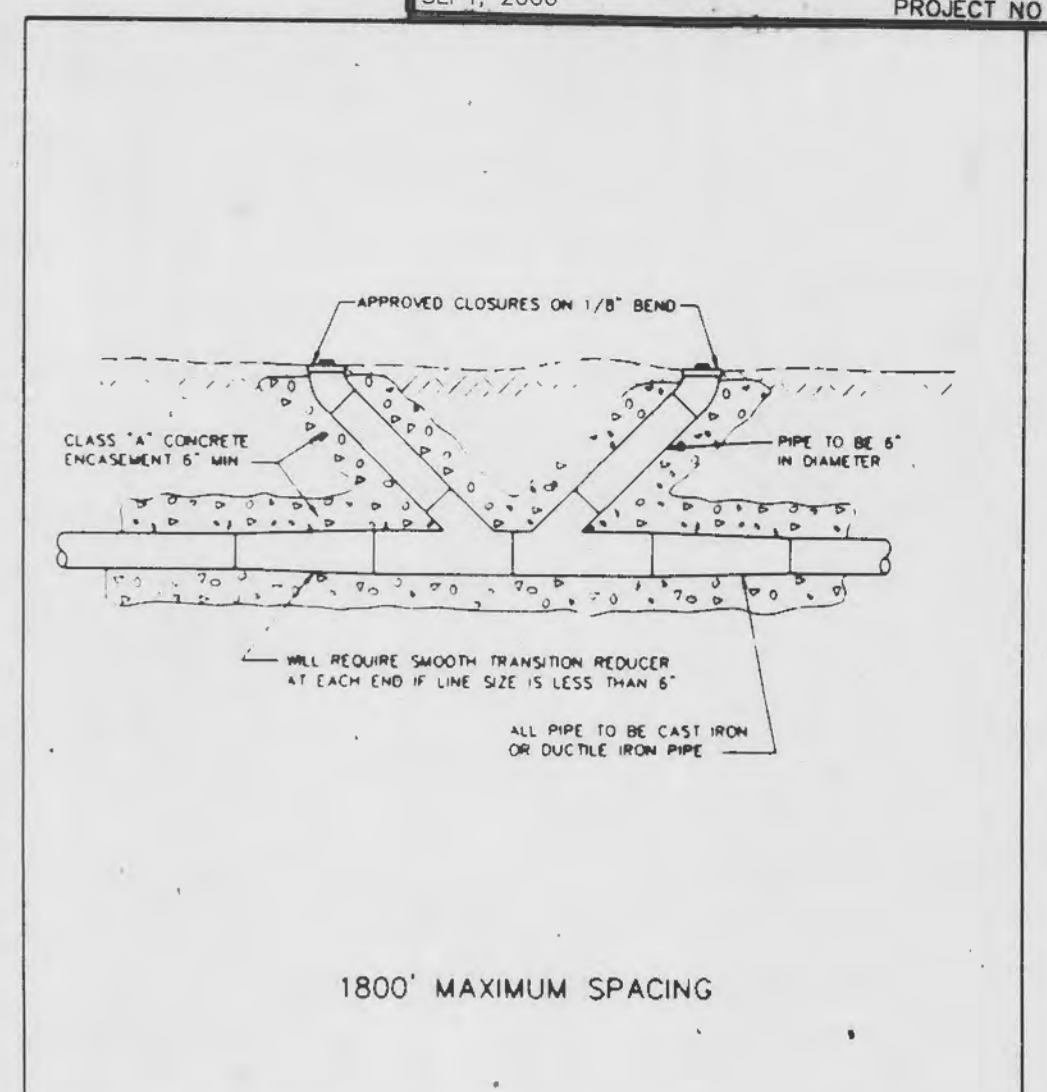 PROJECT NO
APPROVED CLOSURES ON 1/8" BEND
CLASS "A" CONCRETE
ENCASEMENT 6" MIN
PIPE TO BE 6"
IN DIAMETER
WILL REQUIRE SMOOTH TRANSITION REDUCER
AT EACH END IF LINE SIZE IS LESS THAN 6"
ALL PIPE TO BE CAST IRON
OR DUCTILE IRON PIPE
1800' MAXIMUM SPACING